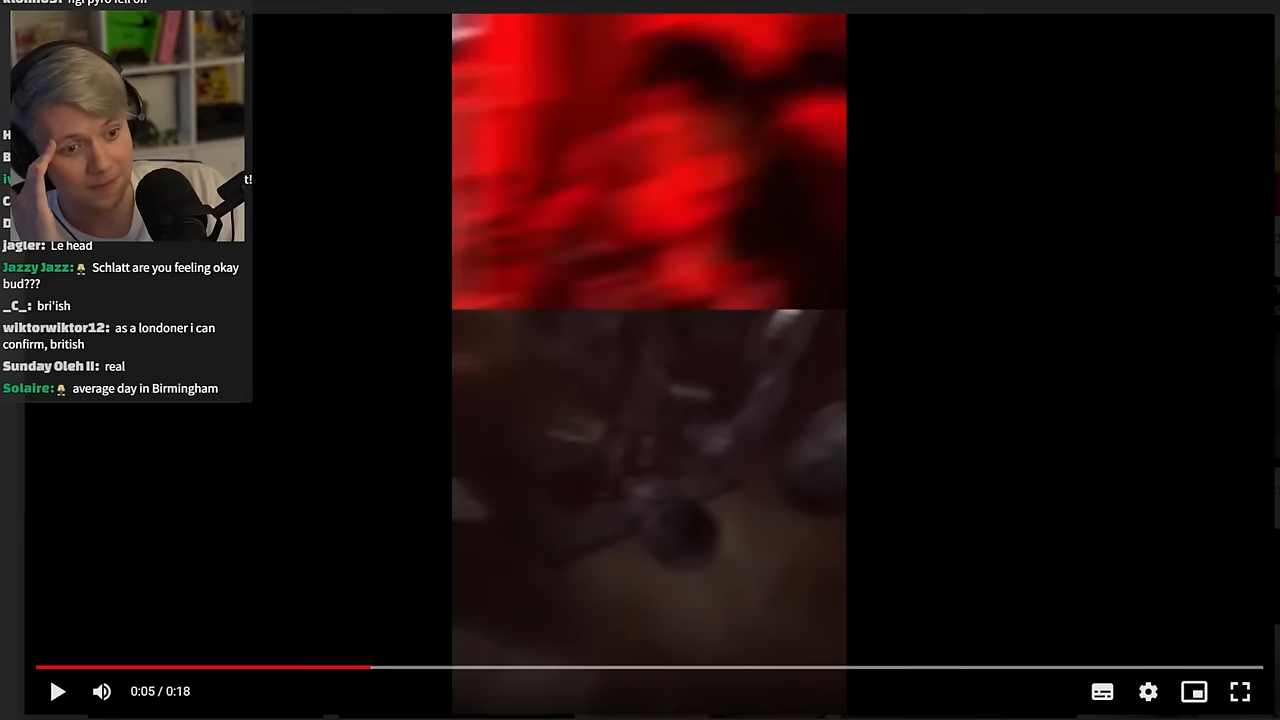 jagler: Le head
Jazzy Jazz: Schlatt are you feeling okay
bud???
_C_: bri'ish
wiktorwiktor12: as a londoner i can
confirm, british
Sunday Oleh II: real
Solaire: average day in Birmingham
0:05 / 0:18